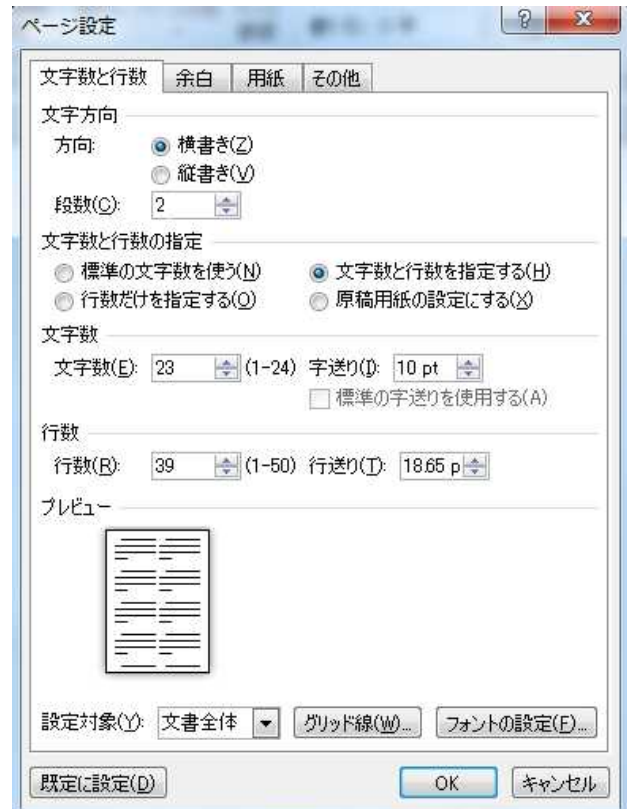 ページ設定
文字数と行数 余白 用紙 その他
文字方向
方向: 横書き(Z)
縦書き(V)
段数(C): 2
文字数と行数の指定
標準の文字数を使う(N) 文字数と行数を指定する(H)
行数だけを指定する(O) 原稿用紙の設定にする(X)
文字数
文字数(E): 23 (1-24) 字送り(I): 10 pt
標準の字送りを使用する(A)
行数
行数(R): 39 (1-50) 行送り(T): 18.65 p
プレビュー
設定対象(Y): 文書全体 グリッド線(W)... フォントの設定(F)...
既定に設定(D) OK キャンセル